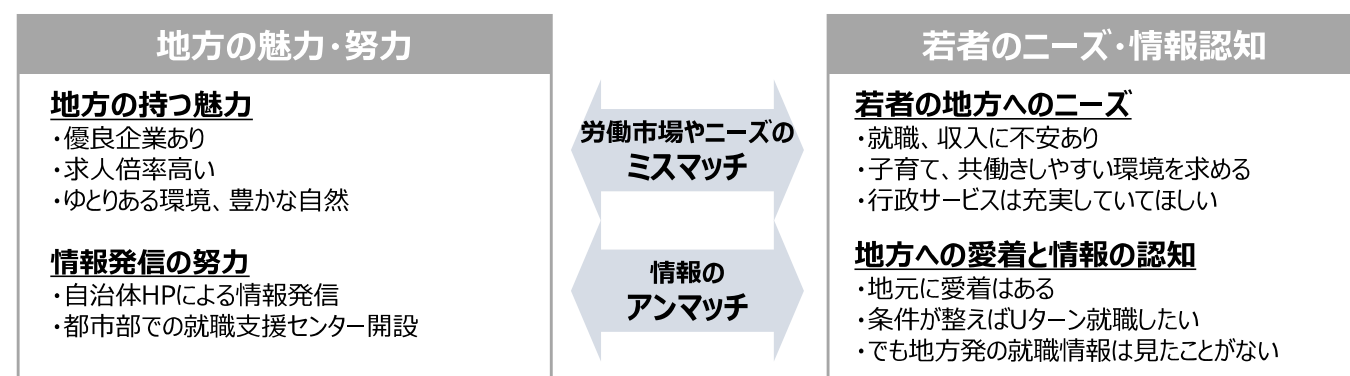 地方の魅力・努力
地方の持つ魅力
・優良企業あり
・求人倍率高い
・ゆとりある環境、豊かな自然
情報発信の努力
・自治体HPによる情報発信
・都市部での就職支援センター開設
労働市場やニーズの
ミスマッチ
情報の
アンマッチ
若者のニーズ・情報認知
若者の地方へのニーズ
・就職、収入に不安あり
・子育て、共働きしやすい環境を求める
・行政サービスは充実していてほしい
地方への愛着と情報の認知
・地元に愛着はある
・条件が整えばUターン就職したい
・でも地方発の就職情報は見たことがない